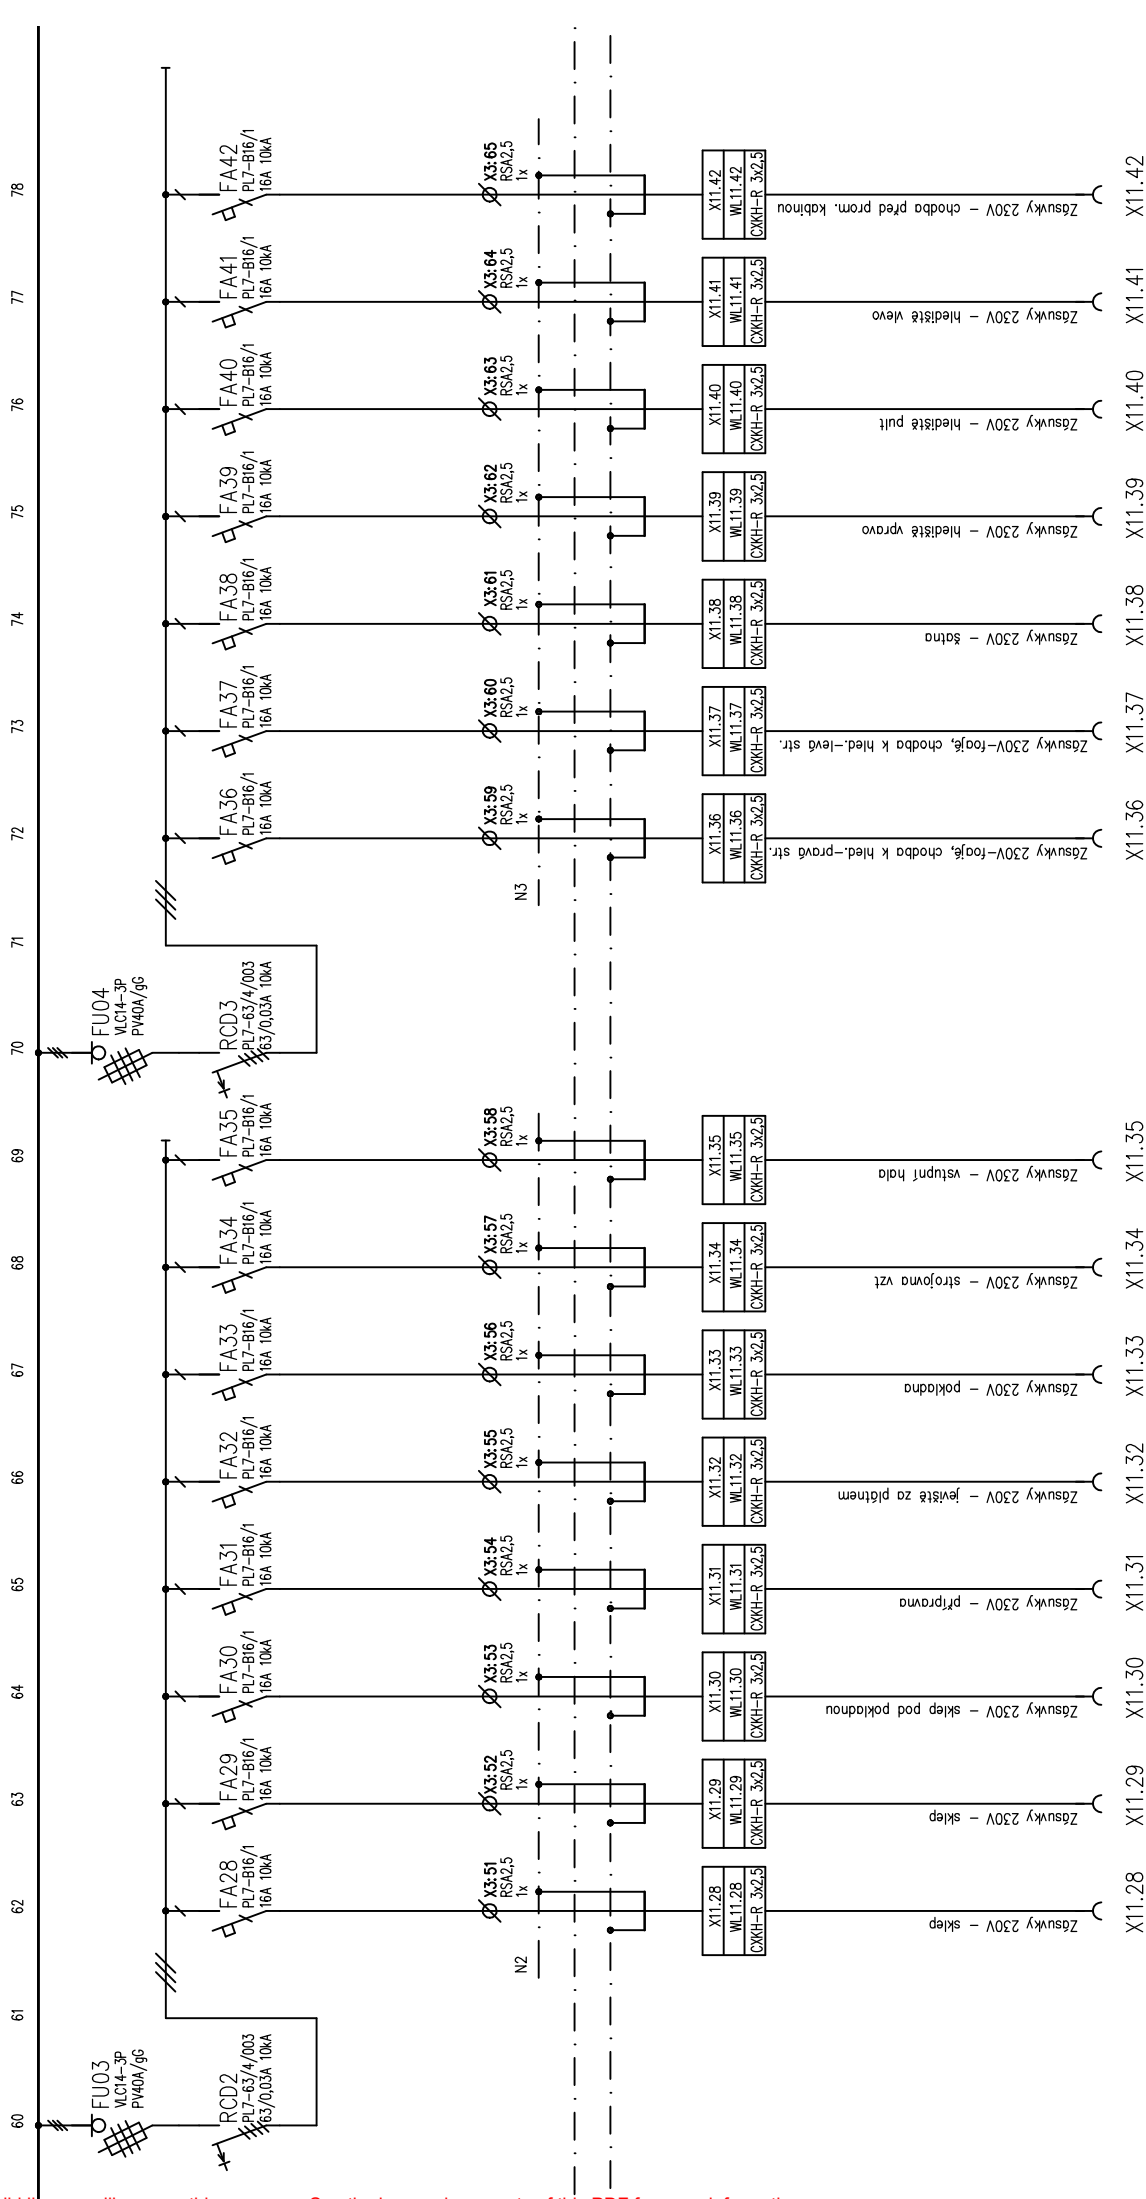 60
61
62
63
64
65
66
67
68
69
70
71
72
73
74
75
76
77
78
FU03
VLC14-3P
PV40A/gG
RCD2
PL7-63/4/003
63/0,03A 10kA
N2
FA28
PL7-B16/1
16A 10kA
X3:51
RSA2,5
1x
X11.28
WL11.28
CXKH-R 3x2,5
Zásuvky 230V - sklep
X11.28
FA29
PL7-B16/1
16A 10kA
X3:52
RSA2,5
1x
X11.29
WL11.29
CXKH-R 3x2,5
Zásuvky 230V - sklep
X11.29
FA30
PL7-B16/1
16A 10kA
X3:53
RSA2,5
1x
X11.30
WL11.30
CXKH-R 3x2,5
Zásuvky 230V - sklep pod pokladnou
X11.30
FA31
PL7-B16/1
16A 10kA
X3:54
RSA2,5
1x
X11.31
WL11.31
CXKH-R 3x2,5
Zásuvky 230V - přípravna
X11.31
FA32
PL7-B16/1
16A 10kA
X3:55
RSA2,5
1x
X11.32
WL11.32
CXKH-R 3x2,5
Zásuvky 230V - jeviště za plátnem
X11.32
FA33
PL7-B16/1
16A 10kA
X3:56
RSA2,5
1x
X11.33
WL11.33
CXKH-R 3x2,5
Zásuvky 230V - pokladna
X11.33
FA34
PL7-B16/1
16A 10kA
X3:57
RSA2,5
1x
X11.34
WL11.34
CXKH-R 3x2,5
Zásuvky 230V - strojovna vzt
X11.34
FA35
PL7-B16/1
16A 10kA
X3:58
RSA2,5
1x
X11.35
WL11.35
CXKH-R 3x2,5
Zásuvky 230V - vstupní hala
X11.35
FU04
VLC14-3P
PV40A/gG
RCD3
PL7-63/4/003
63/0,03A 10kA
N3
FA36
PL7-B16/1
16A 10kA
X3:59
RSA2,5
1x
X11.36
WL11.36
CXKH-R 3x2,5
Zásuvky 230V-foajé, chodba k hled.-pravá str.
X11.36
FA37
PL7-B16/1
16A 10kA
X3:60
RSA2,5
1x
X11.37
WL11.37
CXKH-R 3x2,5
Zásuvky 230V-foajé, chodba k hled.-levá str.
X11.37
FA38
PL7-B16/1
16A 10kA
X3:61
RSA2,5
1x
X11.38
WL11.38
CXKH-R 3x2,5
Zásuvky 230V - šatna
X11.38
FA39
PL7-B16/1
16A 10kA
X3:62
RSA2,5
1x
X11.39
WL11.39
CXKH-R 3x2,5
Zásuvky 230V - hlediště vpravo
X11.39
FA40
PL7-B16/1
16A 10kA
X3:63
RSA2,5
1x
X11.40
WL11.40
CXKH-R 3x2,5
Zásuvky 230V - hlediště pult
X11.40
FA41
PL7-B16/1
16A 10kA
X3:64
RSA2,5
1x
X11.41
WL11.41
CXKH-R 3x2,5
Zásuvky 230V - hlediště vlevo
X11.41
FA42
PL7-B16/1
16A 10kA
X3:65
RSA2,5
1x
X11.42
WL11.42
CXKH-R 3x2,5
Zásuvky 230V - chodba před prom. kabinou
X11.42